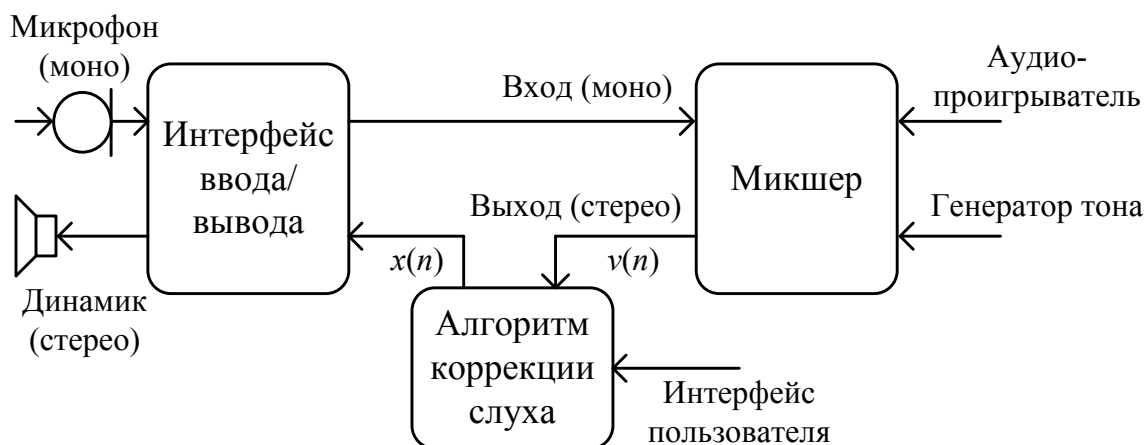 Микрофон
(моно)
Интерфейс
ввода/
вывода
Динамик
(стерео)
Вход (моно)
Выход (стерео)
x(n)
v(n)
Алгоритм
коррекции
слуха
Интерфейс
пользователя
Микшер
Аудио-
проигрыватель
Генератор тона